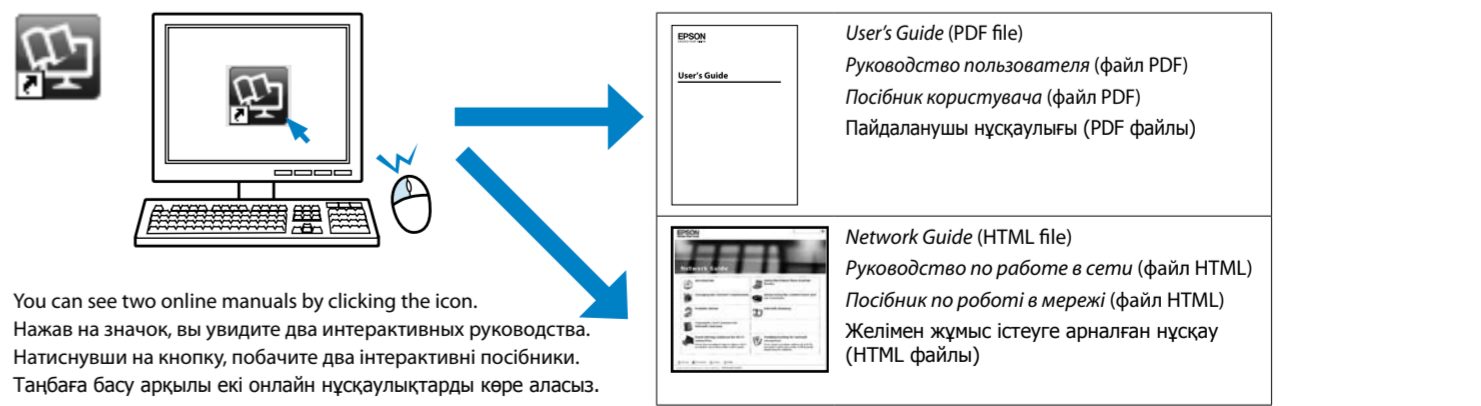 You can see two online manuals by clicking the icon.
Нажав на значок, вы увидите два интерактивных руководства.
Натиснувши на кнопку, побачите два інтерактивні посібники.
Таңбаға басу арқылы екі онлайн нұсқаулықтарды көре аласыз.
EPSON
User's Guide
User's Guide (PDF file)
Руководство пользователя (файл PDF)
Посібник користувача (файл PDF)
Пайдаланушы нұсқаулығы (PDF файлы)
EPSON
Network Guide
Network Guide (HTML file)
Руководство по работе в сети (файл HTML)
Посібник по роботі в мережі (файл HTML)
Желімен жұмыс істеуге арналған нұсқау
(HTML файлы)